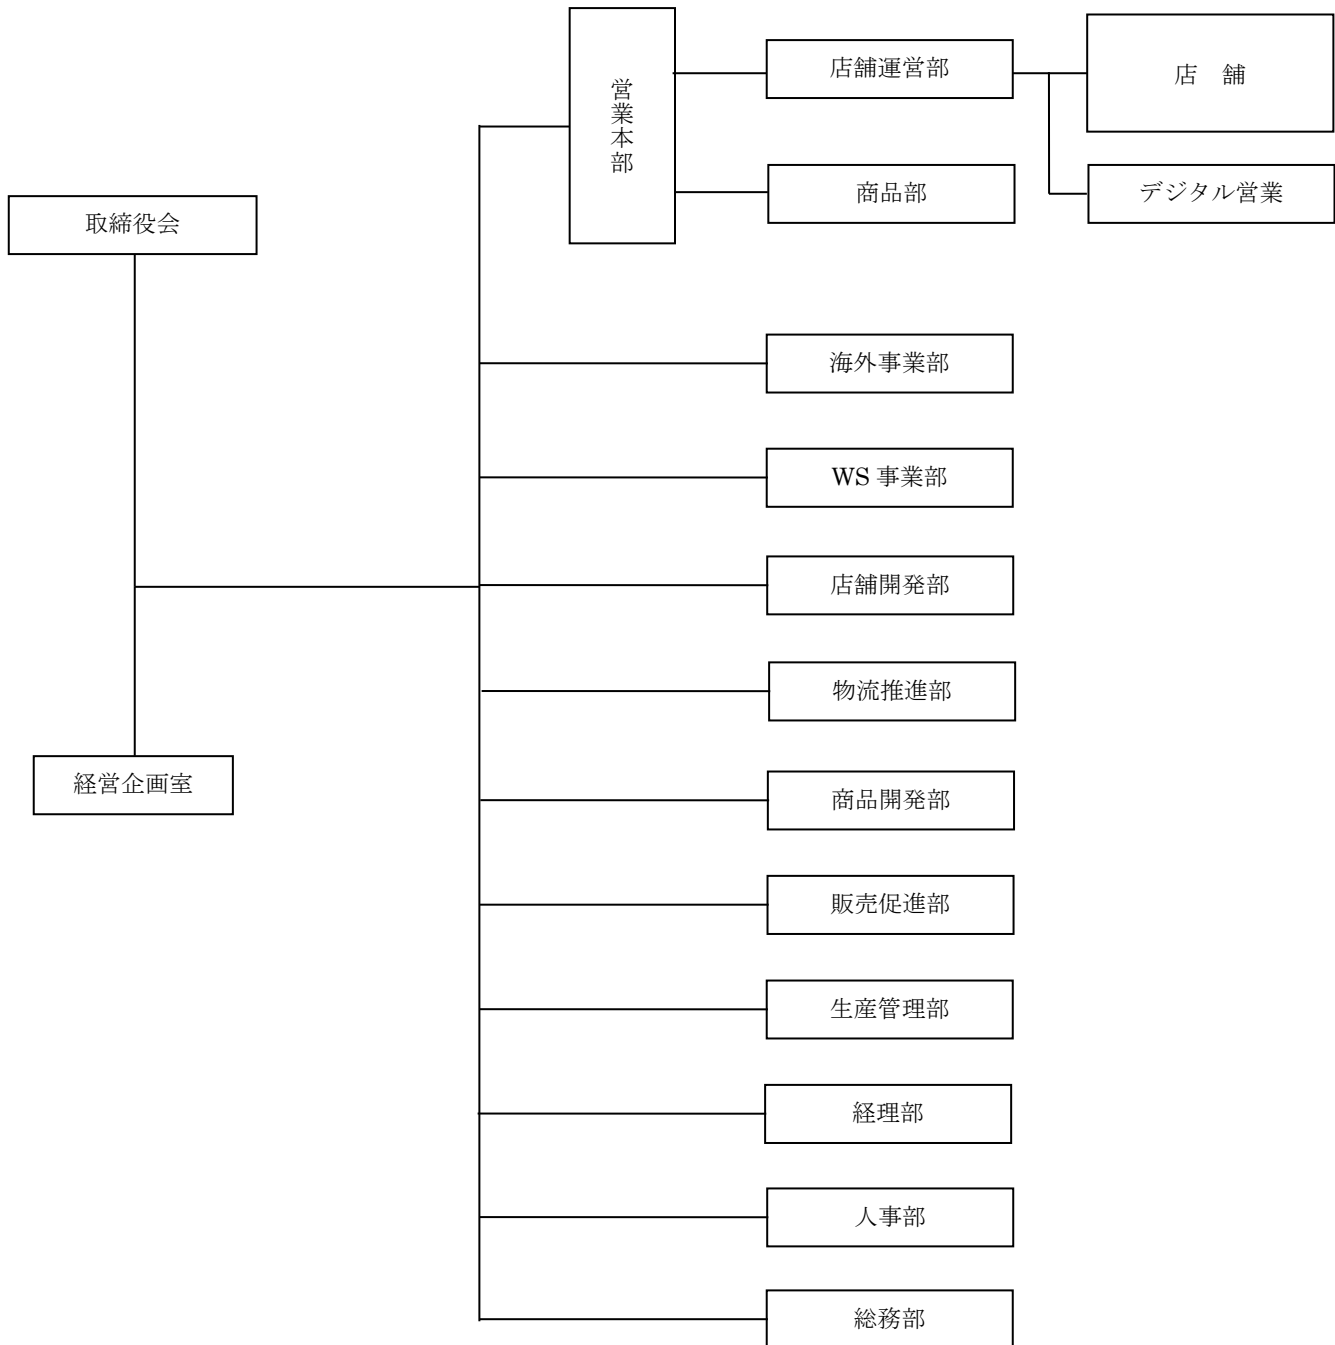 取締役会
経営企画室
営業本部
店舗運営部
商品部
店　舗
デジタル営業
海外事業部
WS 事業部
店舗開発部
物流推進部
商品開発部
販売促進部
生産管理部
経理部
人事部
総務部